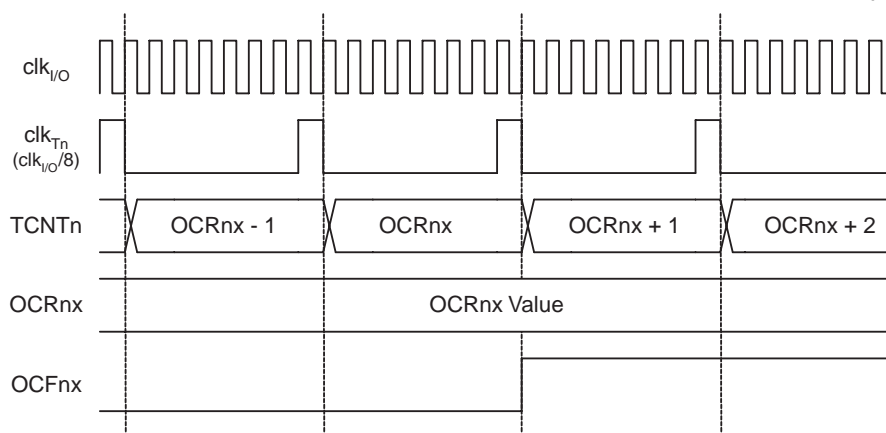 clkI/O
clkTn
(clkI/O/8)
TCNTn OCRnx - 1 OCRnx OCRnx + 1 OCRnx + 2
OCRnx OCRnx Value
OCFnx